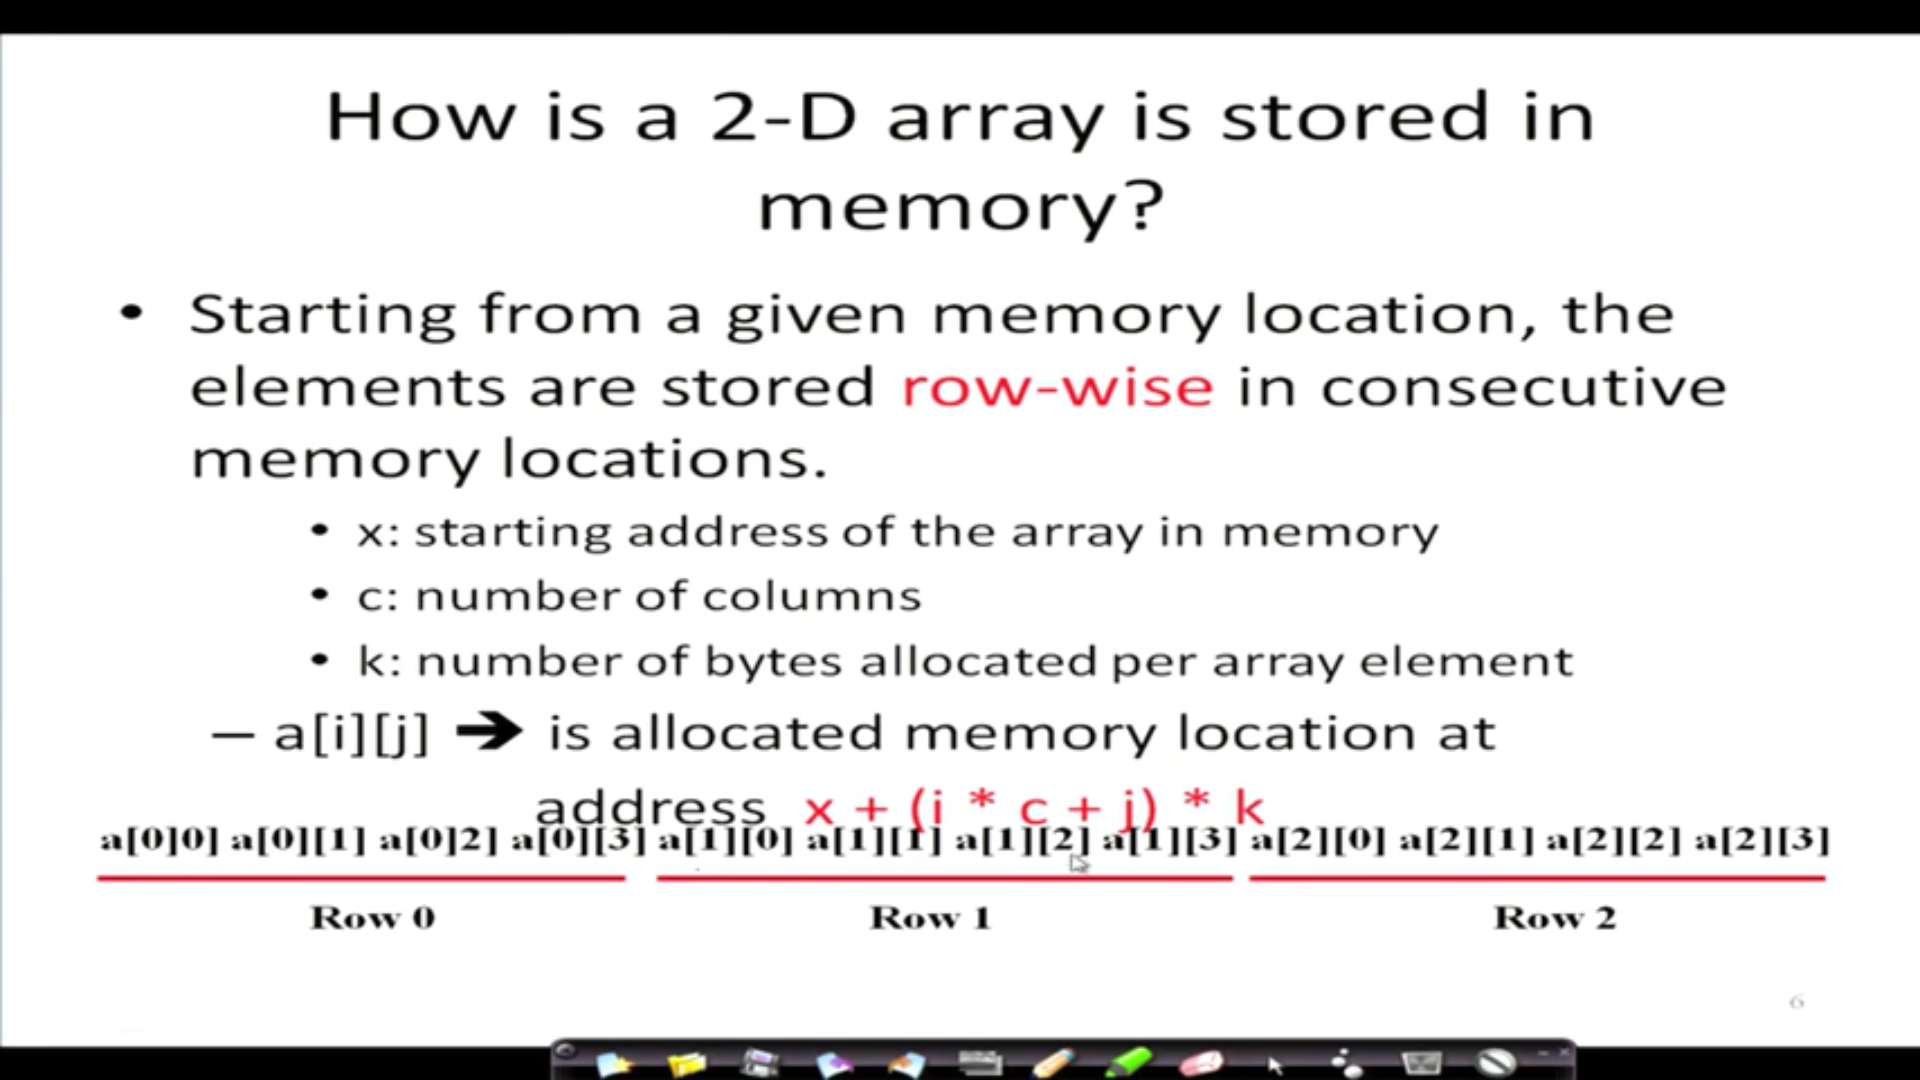 How is a 2-D array is stored in
memory?
• Starting from a given memory location, the
elements are stored row-wise in consecutive
memory locations.
• x: starting address of the array in memory
• c: number of columns
• k: number of bytes allocated per array element
– a[i][j] ➔ is allocated memory location at
address x + (i * c + j) * k
a[0]0] a[0][1] a[0]2] a[0][3] a[1][0] a[1][1] a[1][2] a[1][3] a[2][0] a[2][1] a[2][2] a[2][3]
Row 0 Row 1 Row 2
6